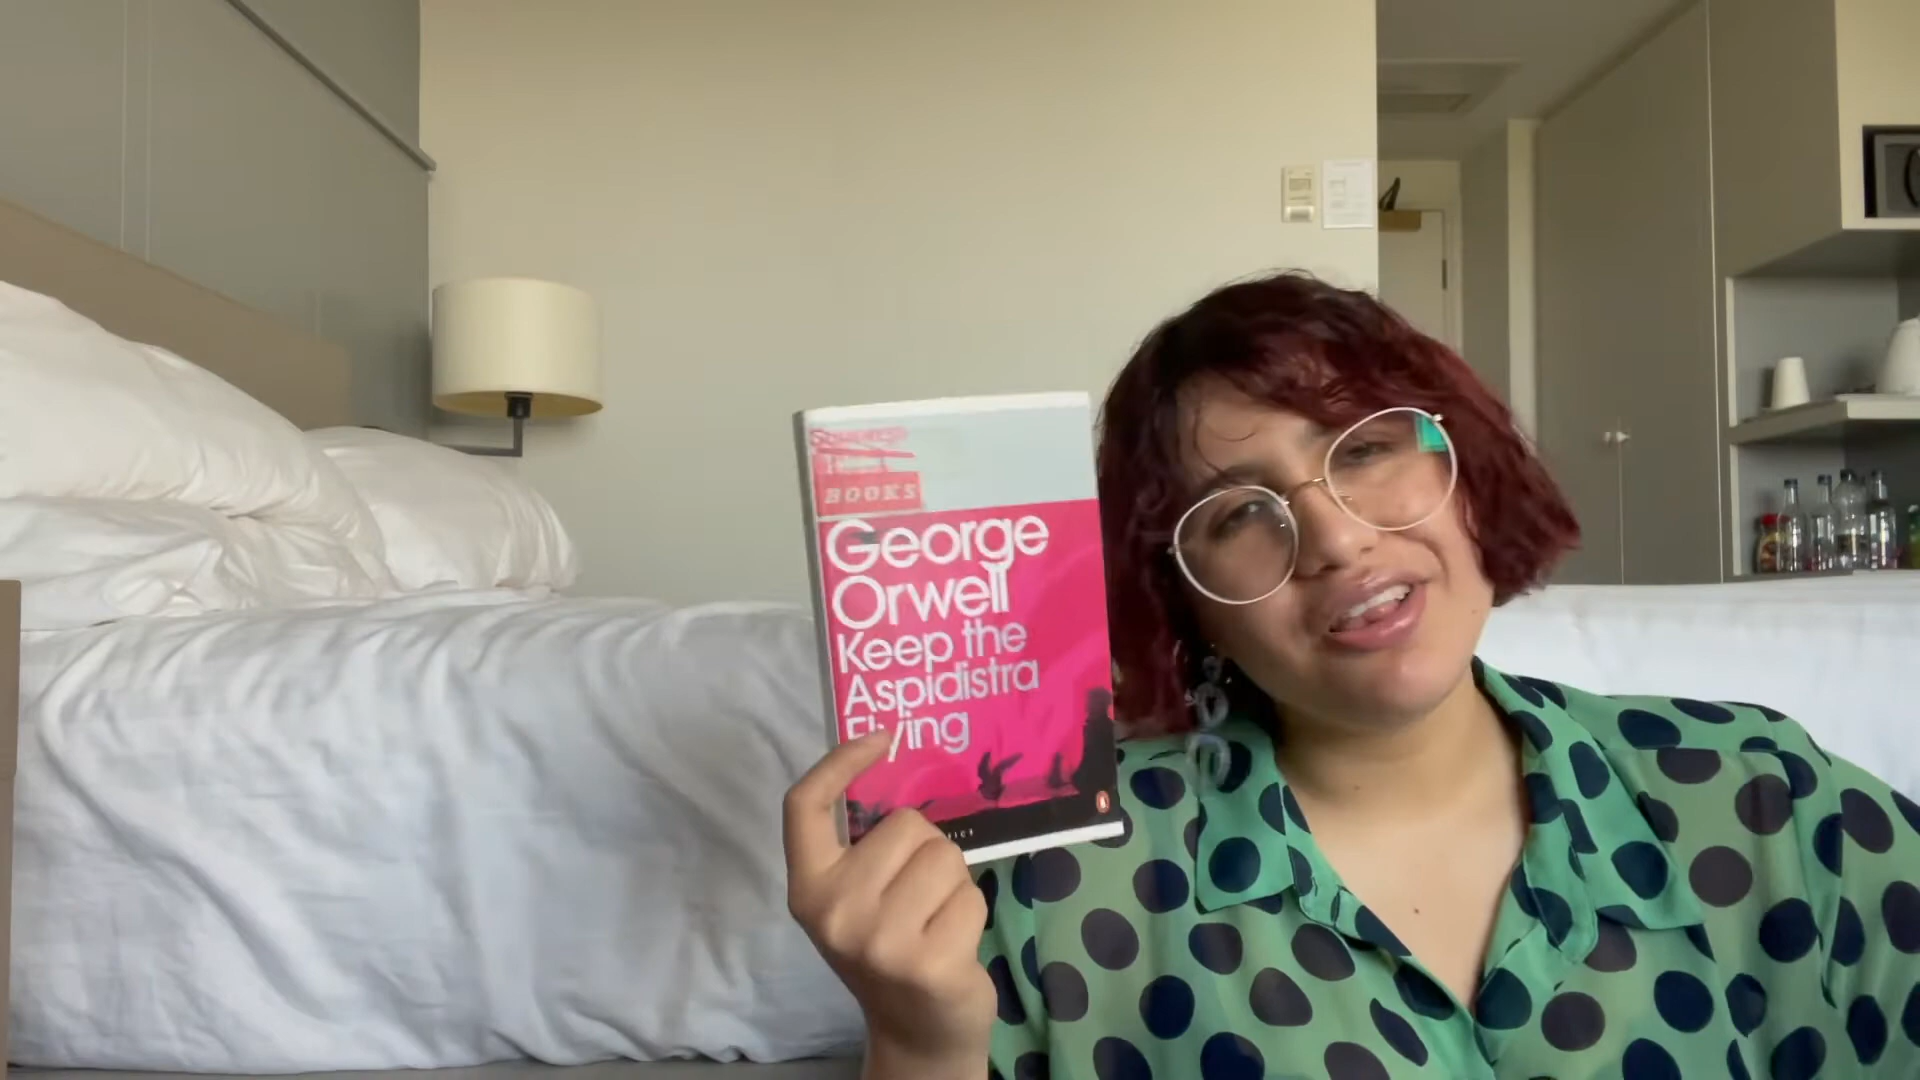 BOOKS
George
Orwell
Keep the
Aspidistra
Flying